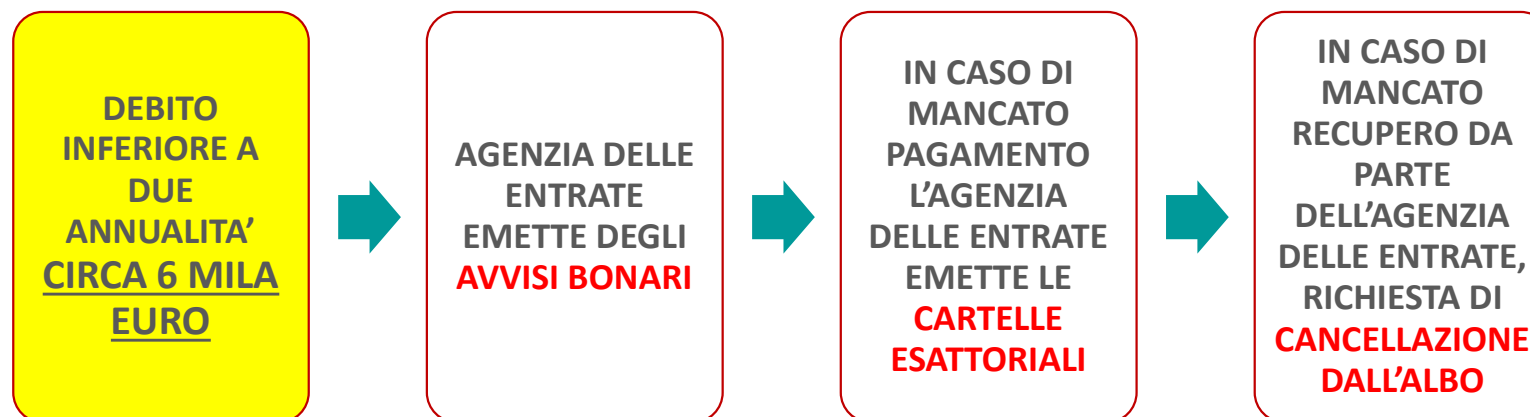 DEBITO
INFERIORE A
DUE
ANNUALITA’
CIRCA 6 MILA
EURO
AGENZIA DELLE
ENTRATE
EMETTE DEGLI
AVVISI BONARI
IN CASO DI
MANCATO
PAGAMENTO
L’AGENZIA
DELLE ENTRATE
EMETTE LE
CARTELLE
ESATTORIALI
IN CASO DI
MANCATO
RECUPERO DA
PARTE
DELL’AGENZIA
DELLE ENTRATE,
RICHIESTA DI
CANCELLAZIONE
DALL’ALBO